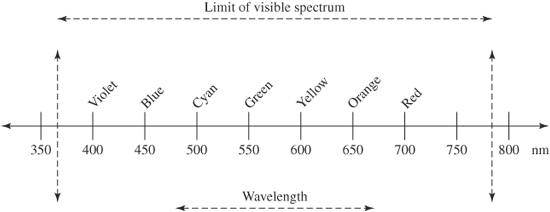 Limit of visible spectrum
Violet Blue Cyan Green Yellow Orange Red
350 400 450 500 550 600 650 700 750 800 nm
Wavelength